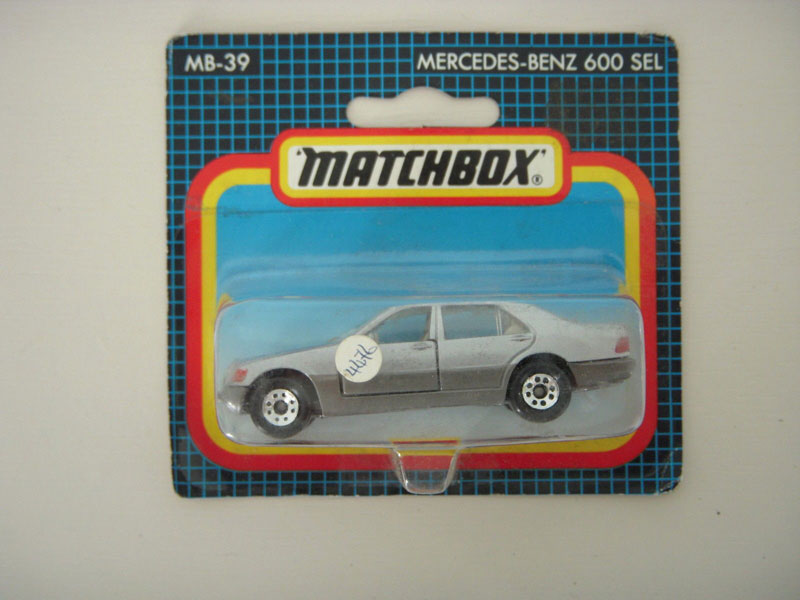 MB-39
MERCEDES-BENZ 600 SEL
"MATCHBOX"®